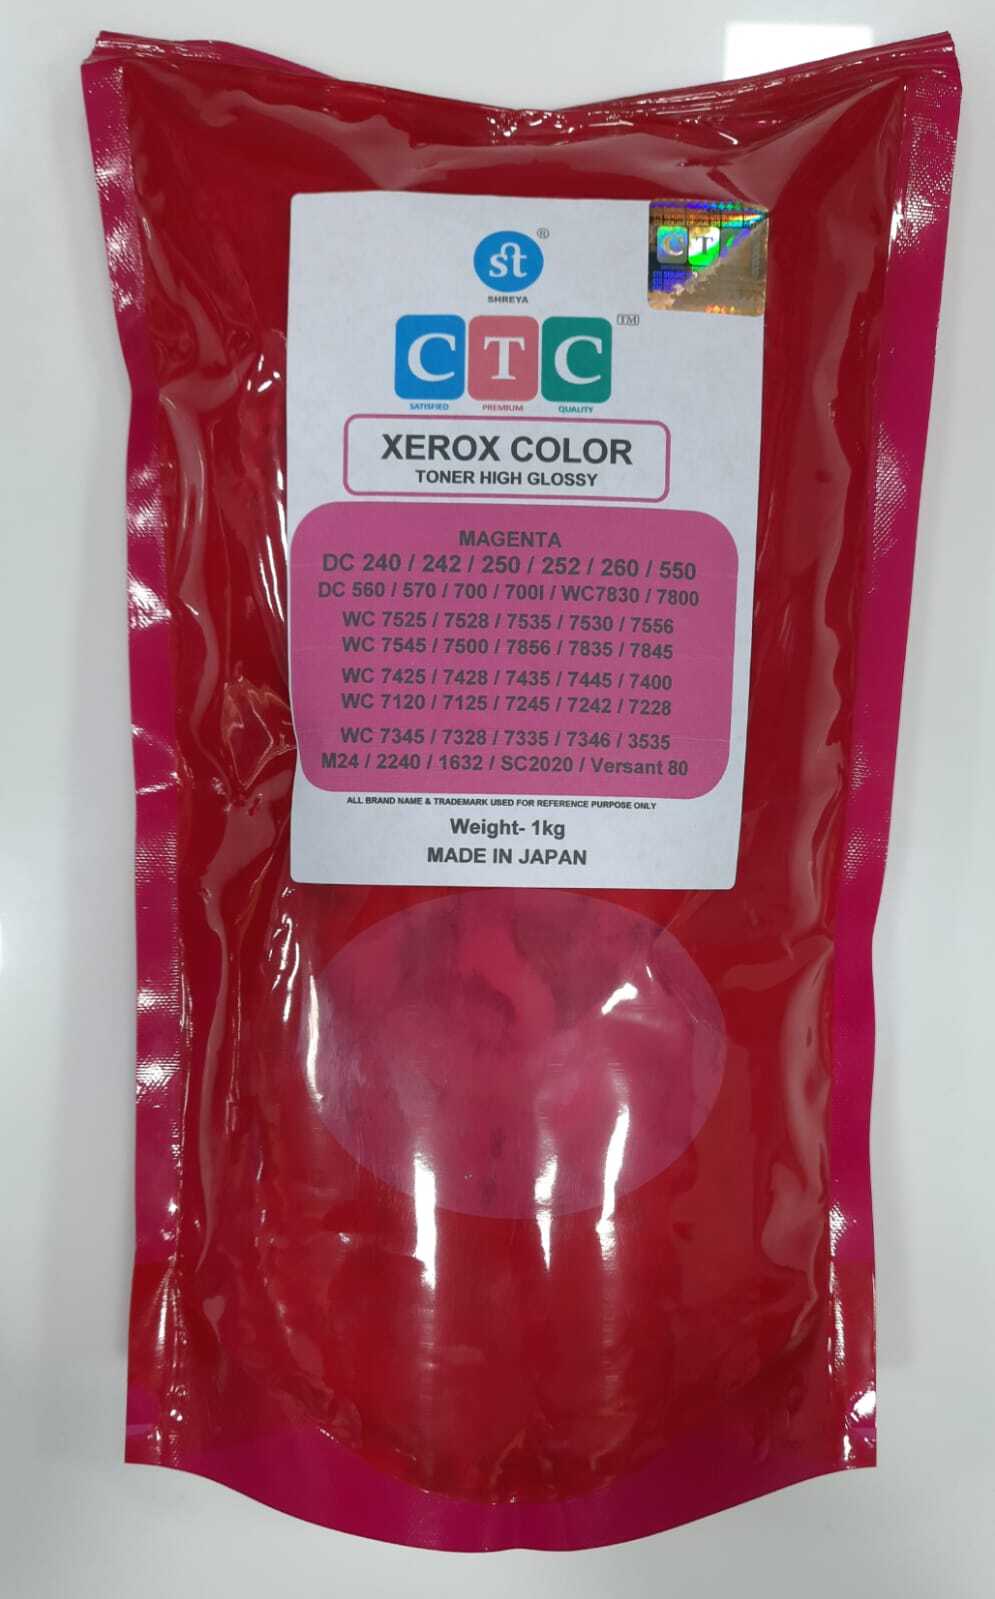 st ®
SHREYA
C T
C T C TM
SATISFIED PREMIUM QUALITY
XEROX COLOR
TONER HIGH GLOSSY
MAGENTA
DC 240 / 242 / 250 / 252 / 260 / 550
DC 560 / 570 / 700 / 700I / WC7830 / 7800
WC 7525 / 7528 / 7535 / 7530 / 7556
WC 7545 / 7500 / 7856 / 7835 / 7845
WC 7425 / 7428 / 7435 / 7445 / 7400
WC 7120 / 7125 / 7245 / 7242 / 7228
WC 7345 / 7328 / 7335 / 7346 / 3535
M24 / 2240 / 1632 / SC2020 / Versant 80
ALL BRAND NAME & TRADEMARK USED FOR REFERENCE PURPOSE ONLY
Weight- 1kg
MADE IN JAPAN